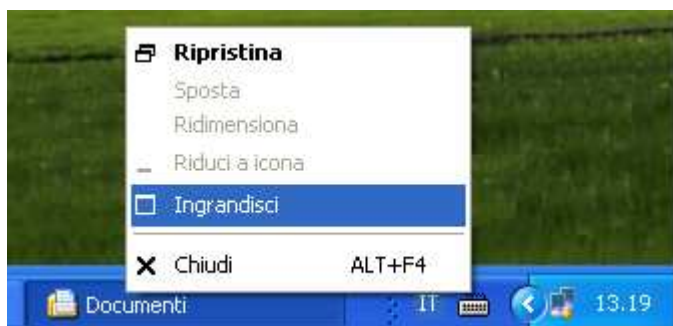 Ripristina
Sposta
Ridimensiona
Riduci a icona
Ingrandisci
Chiudi ALT+F4
Documenti IT 13.19